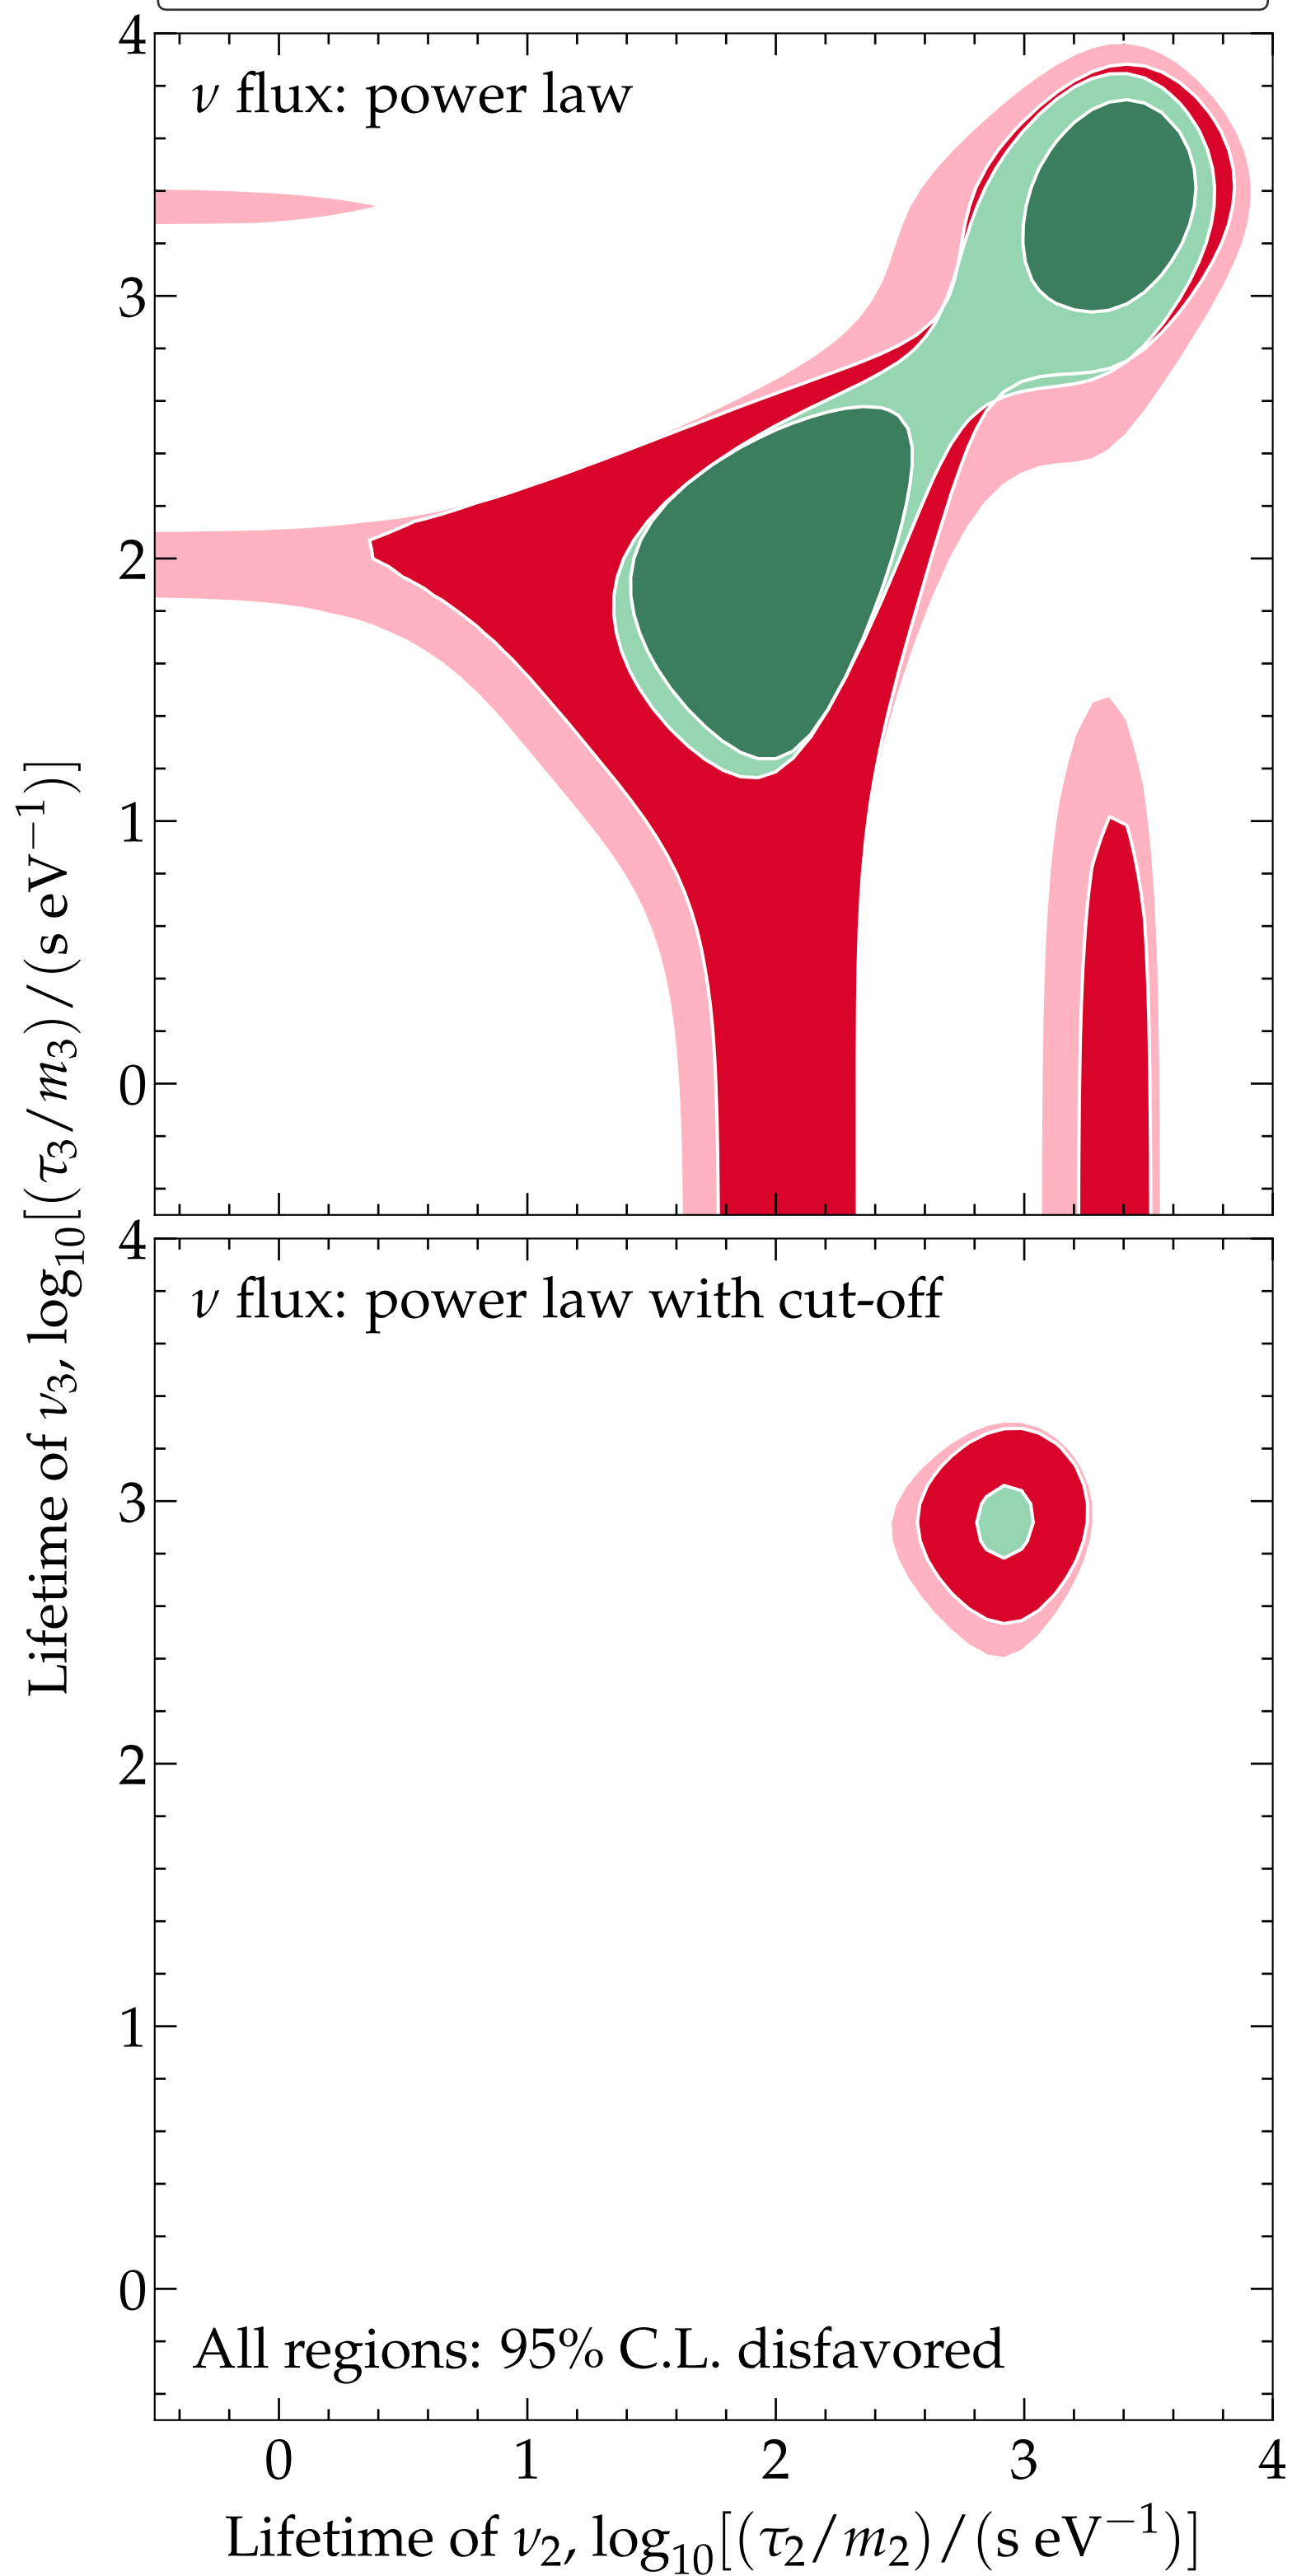 ν flux: power law
4
3
2
1
0
Lifetime of ν₃, log₁₀[(τ₃/m₃)/(s eV⁻¹)]
ν flux: power law with cut-off
4
3
2
1
0
All regions: 95% C.L. disfavored
0 1 2 3 4
Lifetime of ν₂, log₁₀[(τ₂/m₂)/(s eV⁻¹)]